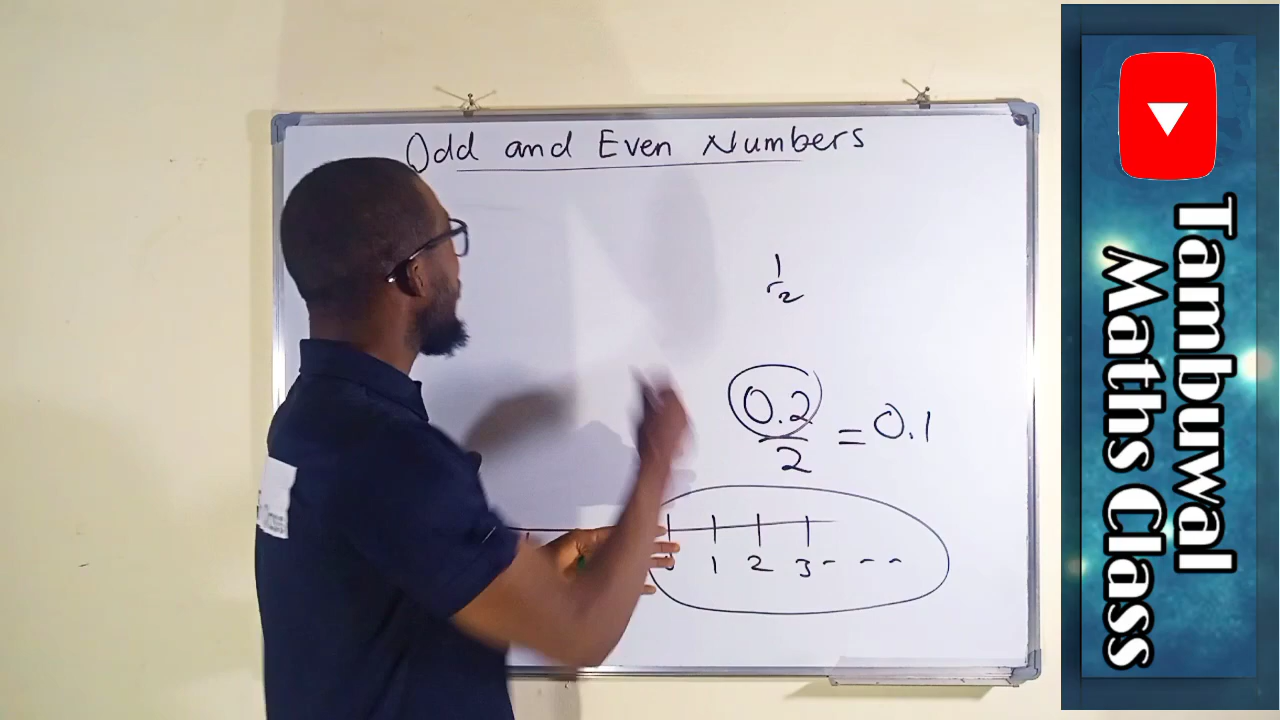 Odd and Even Numbers
1
2
0.2
2
= 0.1
1 2 3 - - -
Tambuwal
Maths Class